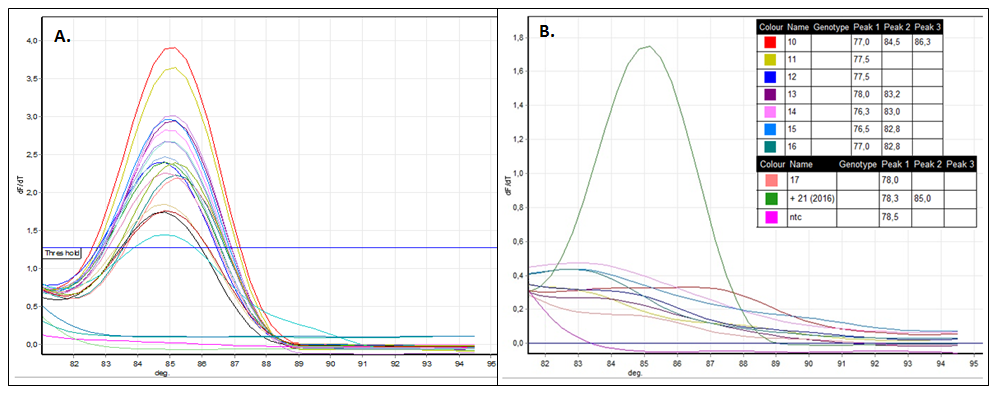 A.
4,0
3,5
3,0
2,5
2,0
1,5
1,0
0,5
0,0
dF/dT
Threshold
82 83 84 85 86 87 88 89 90 91 92 93 94 95
deg.
B.
1,8
1,6
1,4
1,2
1,0
0,8
0,6
0,4
0,2
0,0
dF/dT
82 83 84 85 86 87 88 89 90 91 92 93 94 95
deg.
Colour Name Genotype Peak 1 Peak 2 Peak 3
10 77,0 84,5 86,3
11 77,5
12 77,5
13 78,0 83,2
14 76,3 83,0
15 76,5 82,8
16 77,0 82,8
Colour Name Genotype Peak 1 Peak 2 Peak 3
17 78,0
+ 21 (2016) 78,3 85,0
ntc 78,5